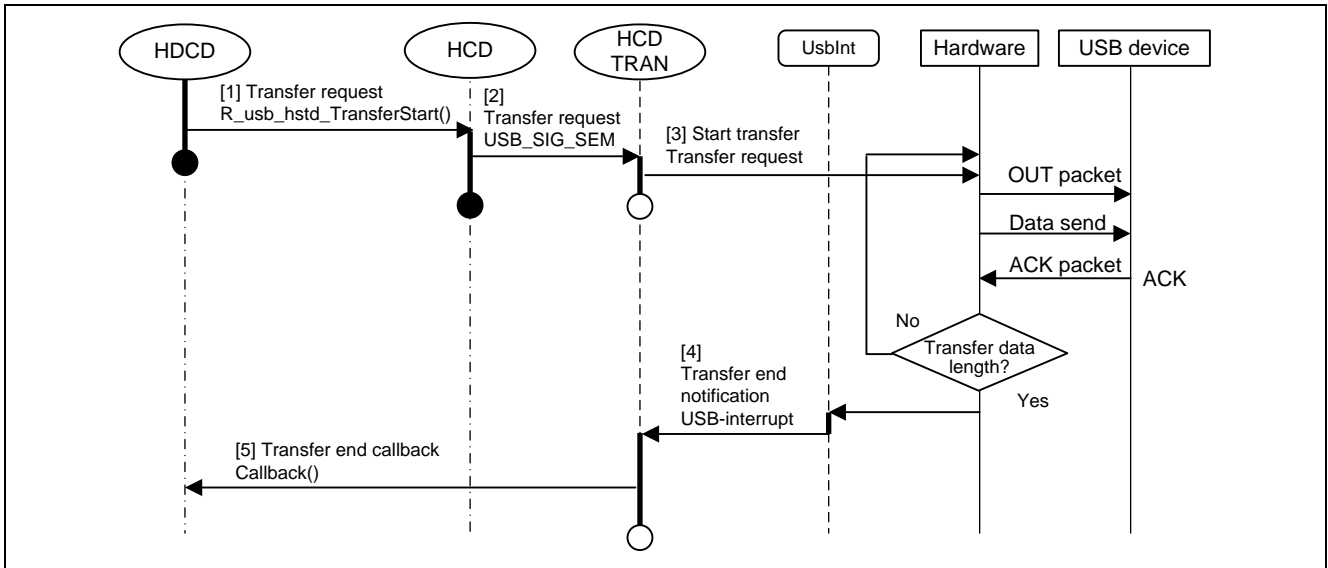 HDCD
HCD
HCD
TRAN
UsbInt
Hardware
USB device
[1] Transfer request
R_usb_hstd_TransferStart()
[2]
Transfer request
USB_SIG_SEM
[3] Start transfer
Transfer request
OUT packet
Data send
ACK packet
ACK
No
Transfer data
length?
Yes
[4]
Transfer end
notification
USB-interrupt
[5] Transfer end callback
Callback()